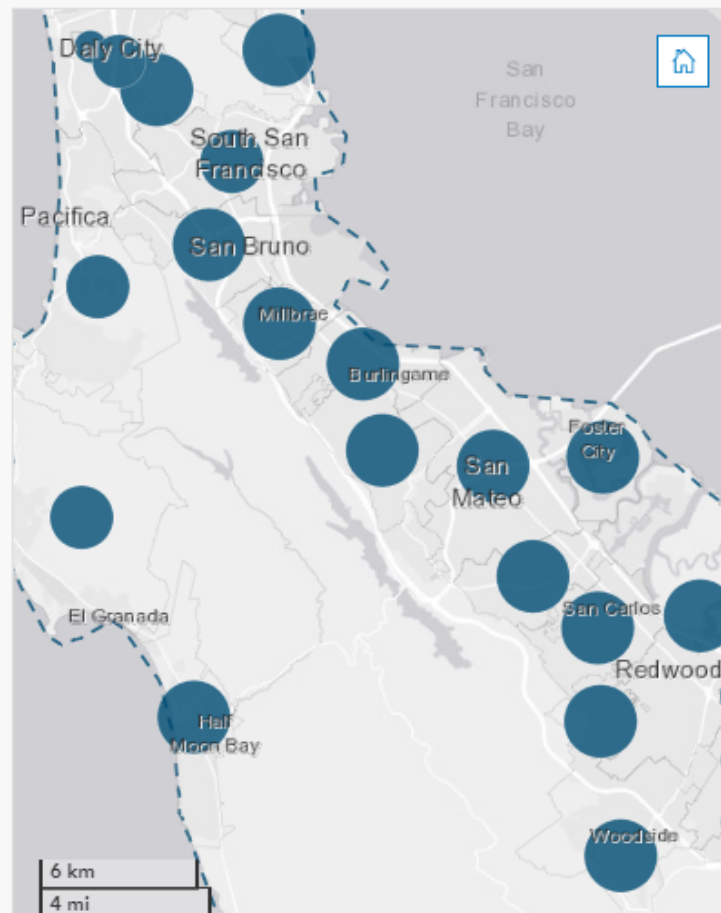 Daly City
San
Francisco
Bay
South San
Francisco
Pacifica
San Bruno
Millbrae
Burlingame
Foster
City
San
Mateo
El Granada
San Carlos
Redwood
Half
Moon Bay
Woodside
6 km
4 mi